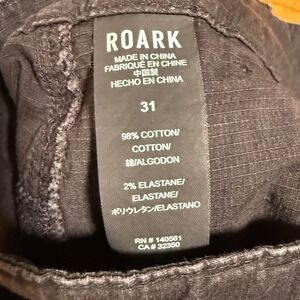 ROARK
MADE IN CHINA
FABRIQUÉ EN CHINE
中国製
HECHO EN CHINA
31
98% COTTON/
COTTON/
綿/ALGODON
2% ELASTANE/
ELASTANE/
ポリウレタン/ELASTANO
RN # 140561
CA # 32350